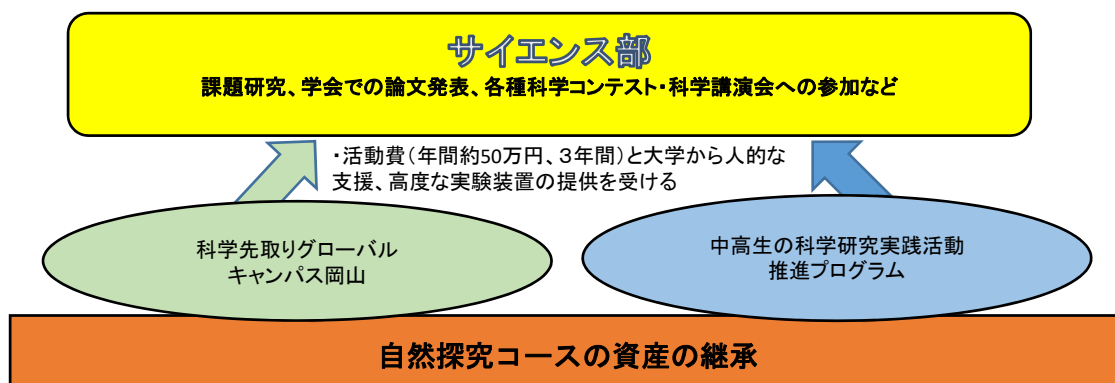 サイエンス部
課題研究、学会での論文発表、各種科学コンテスト・科学講演会への参加など
・活動費(年間約50万円、3年間)と大学から人的な
支援、高度な実験装置の提供を受ける
科学先取りグローバル
キャンパス岡山
中高生の科学研究実践活動
推進プログラム
自然探究コースの資産の継承